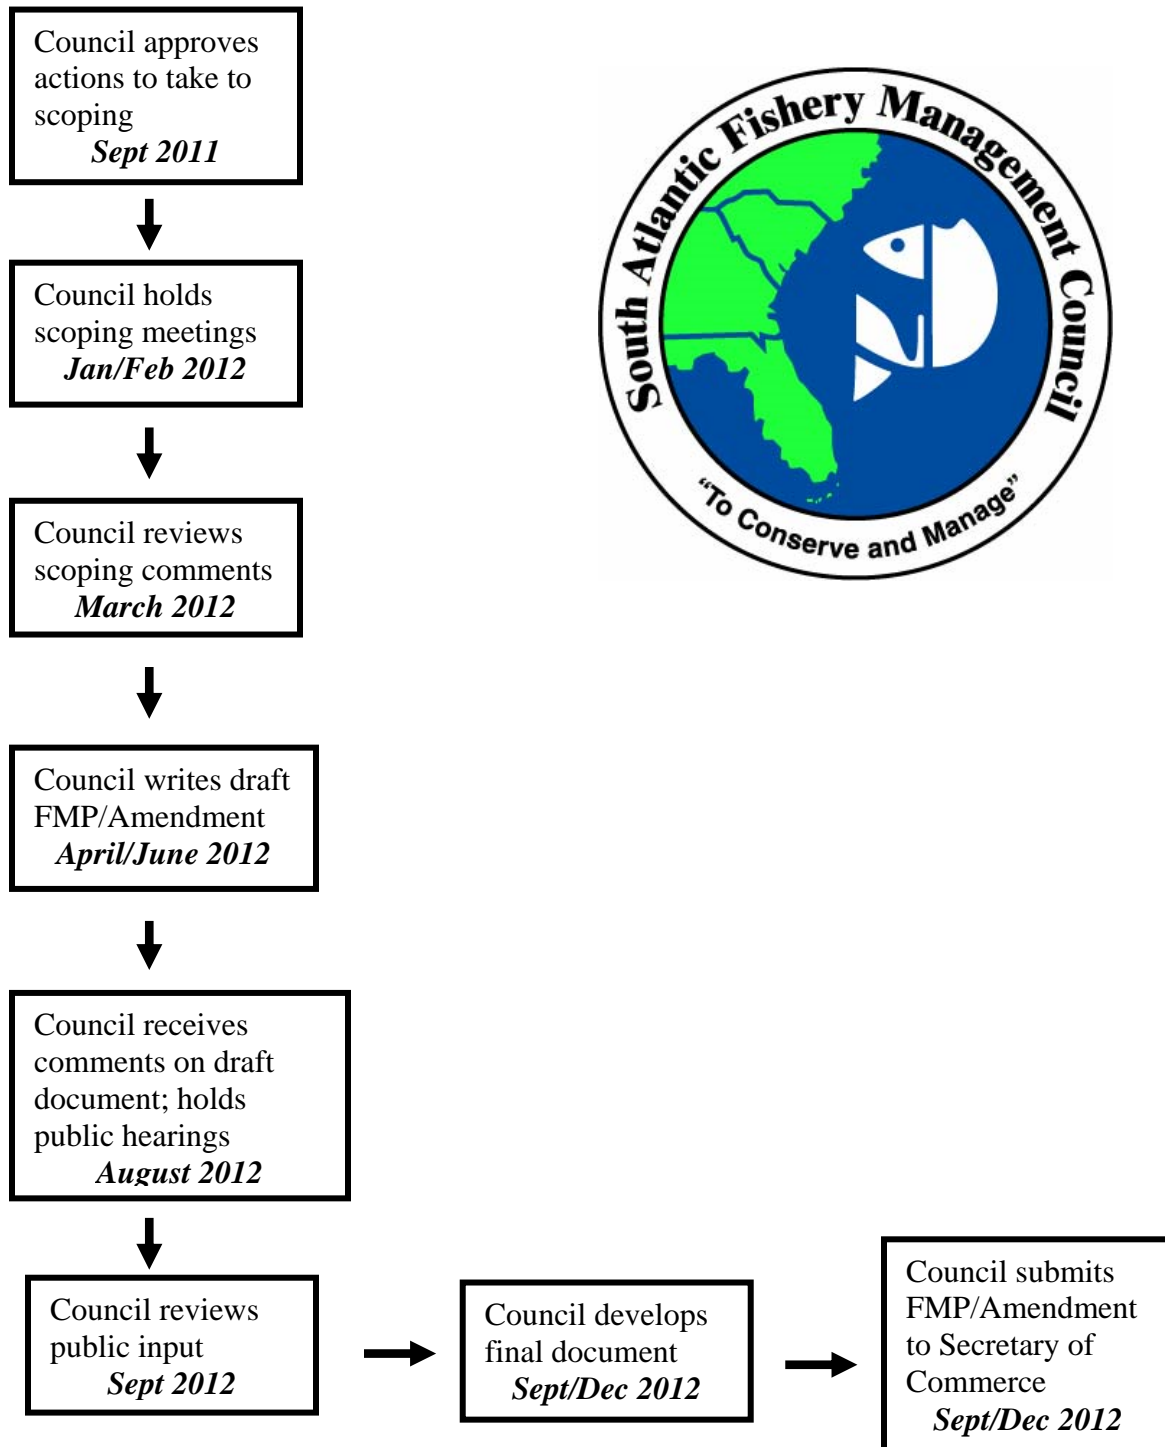 Council approves
actions to take to
scoping
Sept 2011
Council holds
scoping meetings
Jan/Feb 2012
Council reviews
scoping comments
March 2012
Council writes draft
FMP/Amendment
April/June 2012
Council receives
comments on draft
document; holds
public hearings
August 2012
Council reviews
public input
Sept 2012
Council develops
final document
Sept/Dec 2012
Council submits
FMP/Amendment
to Secretary of
Commerce
Sept/Dec 2012
South Atlantic Fishery Management Council
“To Conserve and Manage”